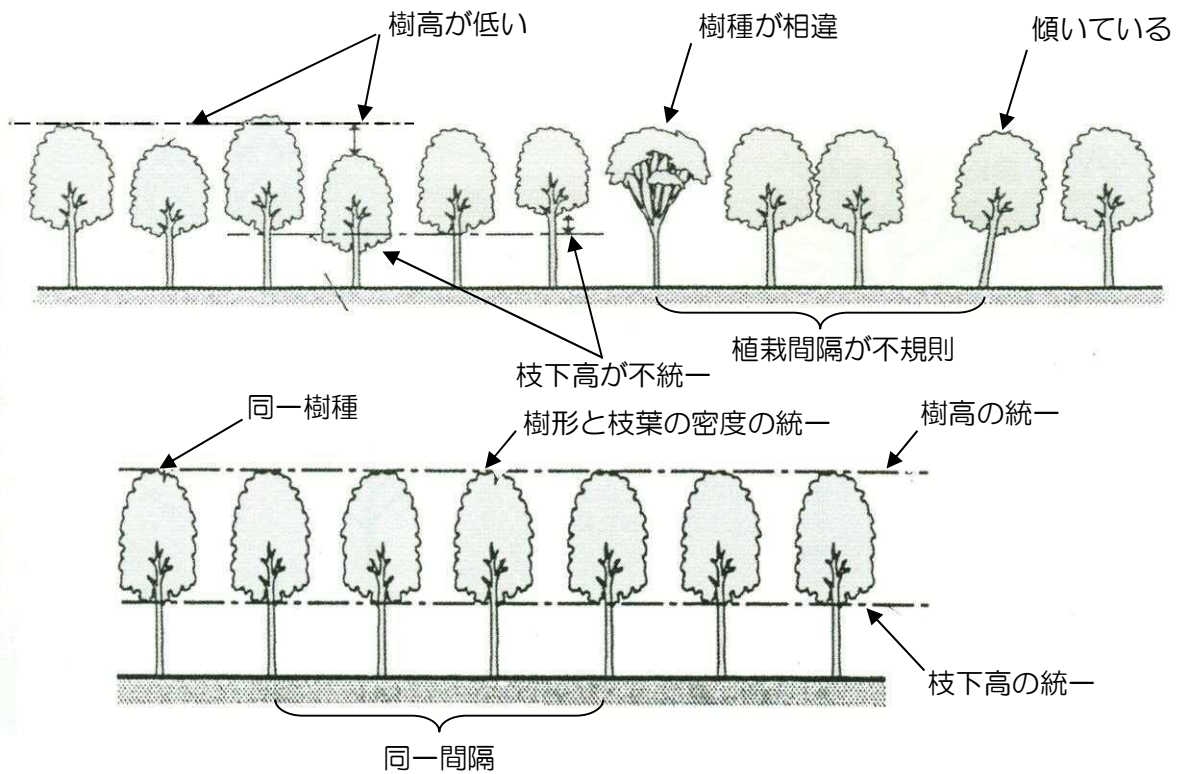 樹高が低い
樹種が相違
傾いている
植栽間隔が不規則
枝下高が不統一
同一樹種
樹形と枝葉の密度の統一
樹高の統一
枝下高の統一
同一間隔